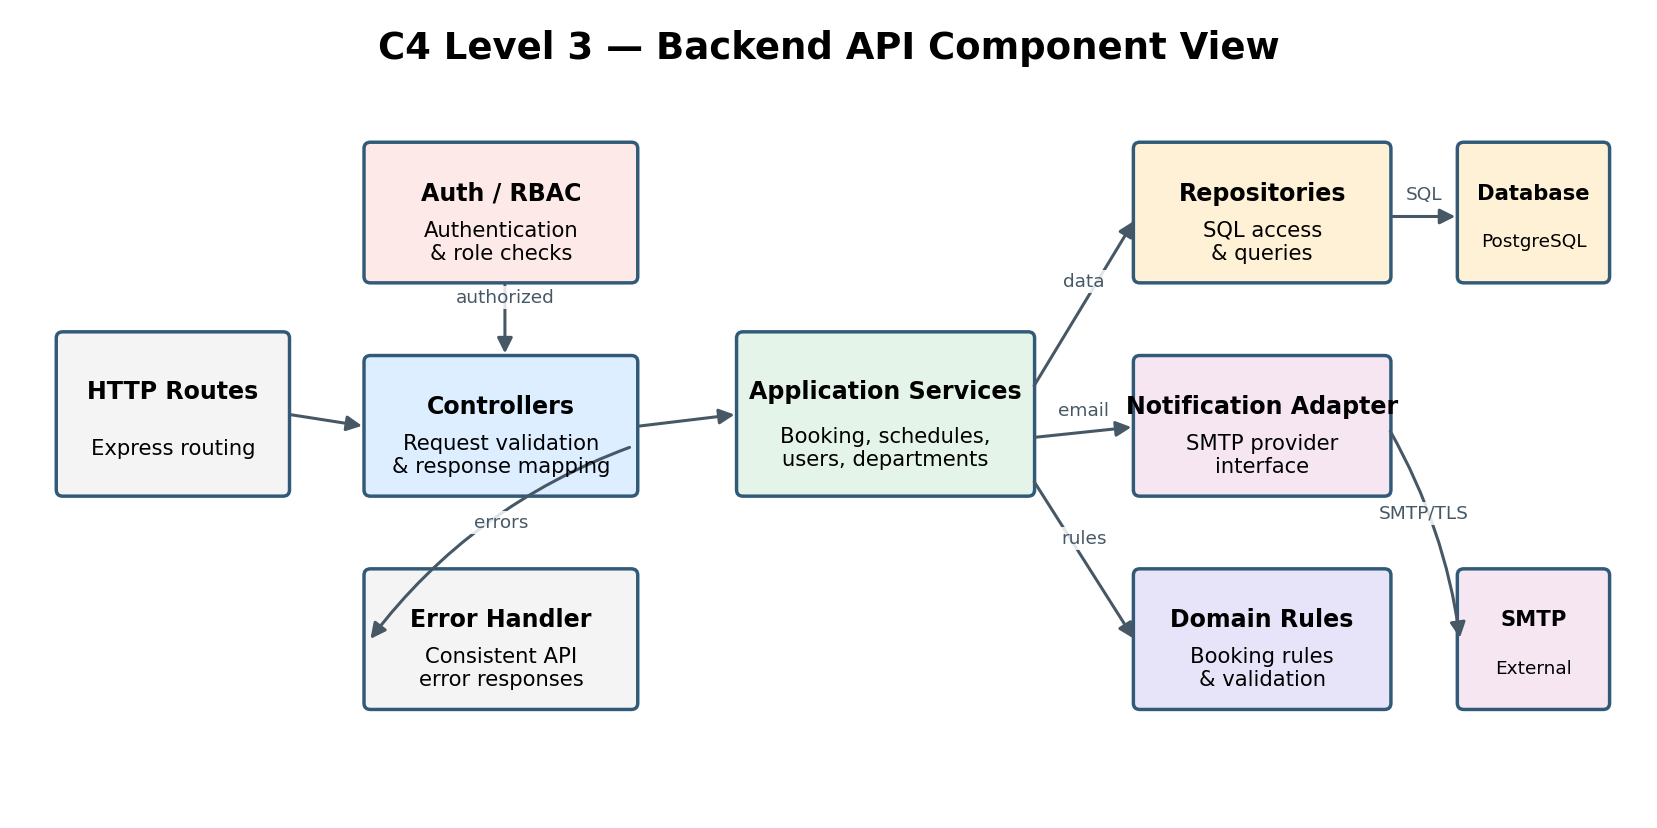 C4 Level 3 — Backend API Component View
Auth / RBAC
Authentication
& role checks
authorized
HTTP Routes
Express routing
Controllers
Request validation
& response mapping
errors
Error Handler
Consistent API
error responses
Application Services
Booking, schedules,
users, departments
data
email
rules
Repositories
SQL access
& queries
SQL
Database
PostgreSQL
Notification Adapter
SMTP provider
interface
SMTP/TLS
Domain Rules
Booking rules
& validation
SMTP
External